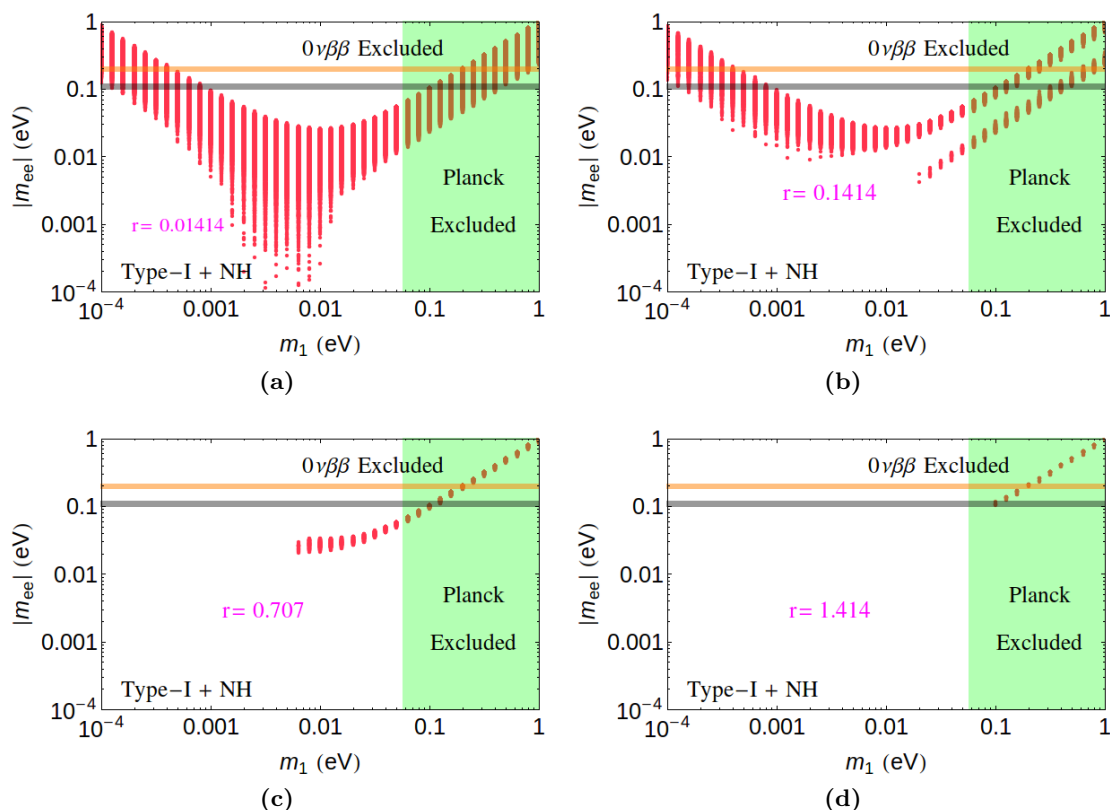 1
0.1
0.01
0.001
10⁻⁴
|mₑₑ| (eV)
0νββ Excluded
Planck
Excluded
r= 0.01414
Type−I + NH
10⁻⁴ 0.001 0.01 0.1 1
m₁ (eV)
(a)
1
0.1
0.01
0.001
10⁻⁴
|mₑₑ| (eV)
0νββ Excluded
Planck
r= 0.1414
Excluded
Type−I + NH
10⁻⁴ 0.001 0.01 0.1 1
m₁ (eV)
(b)
1
0.1
0.01
0.001
10⁻⁴
|mₑₑ| (eV)
0νββ Excluded
Planck
r= 0.707
Excluded
Type−I + NH
10⁻⁴ 0.001 0.01 0.1 1
m₁ (eV)
(c)
1
0.1
0.01
0.001
10⁻⁴
|mₑₑ| (eV)
0νββ Excluded
Planck
r= 1.414
Excluded
Type−I + NH
10⁻⁴ 0.001 0.01 0.1 1
m₁ (eV)
(d)